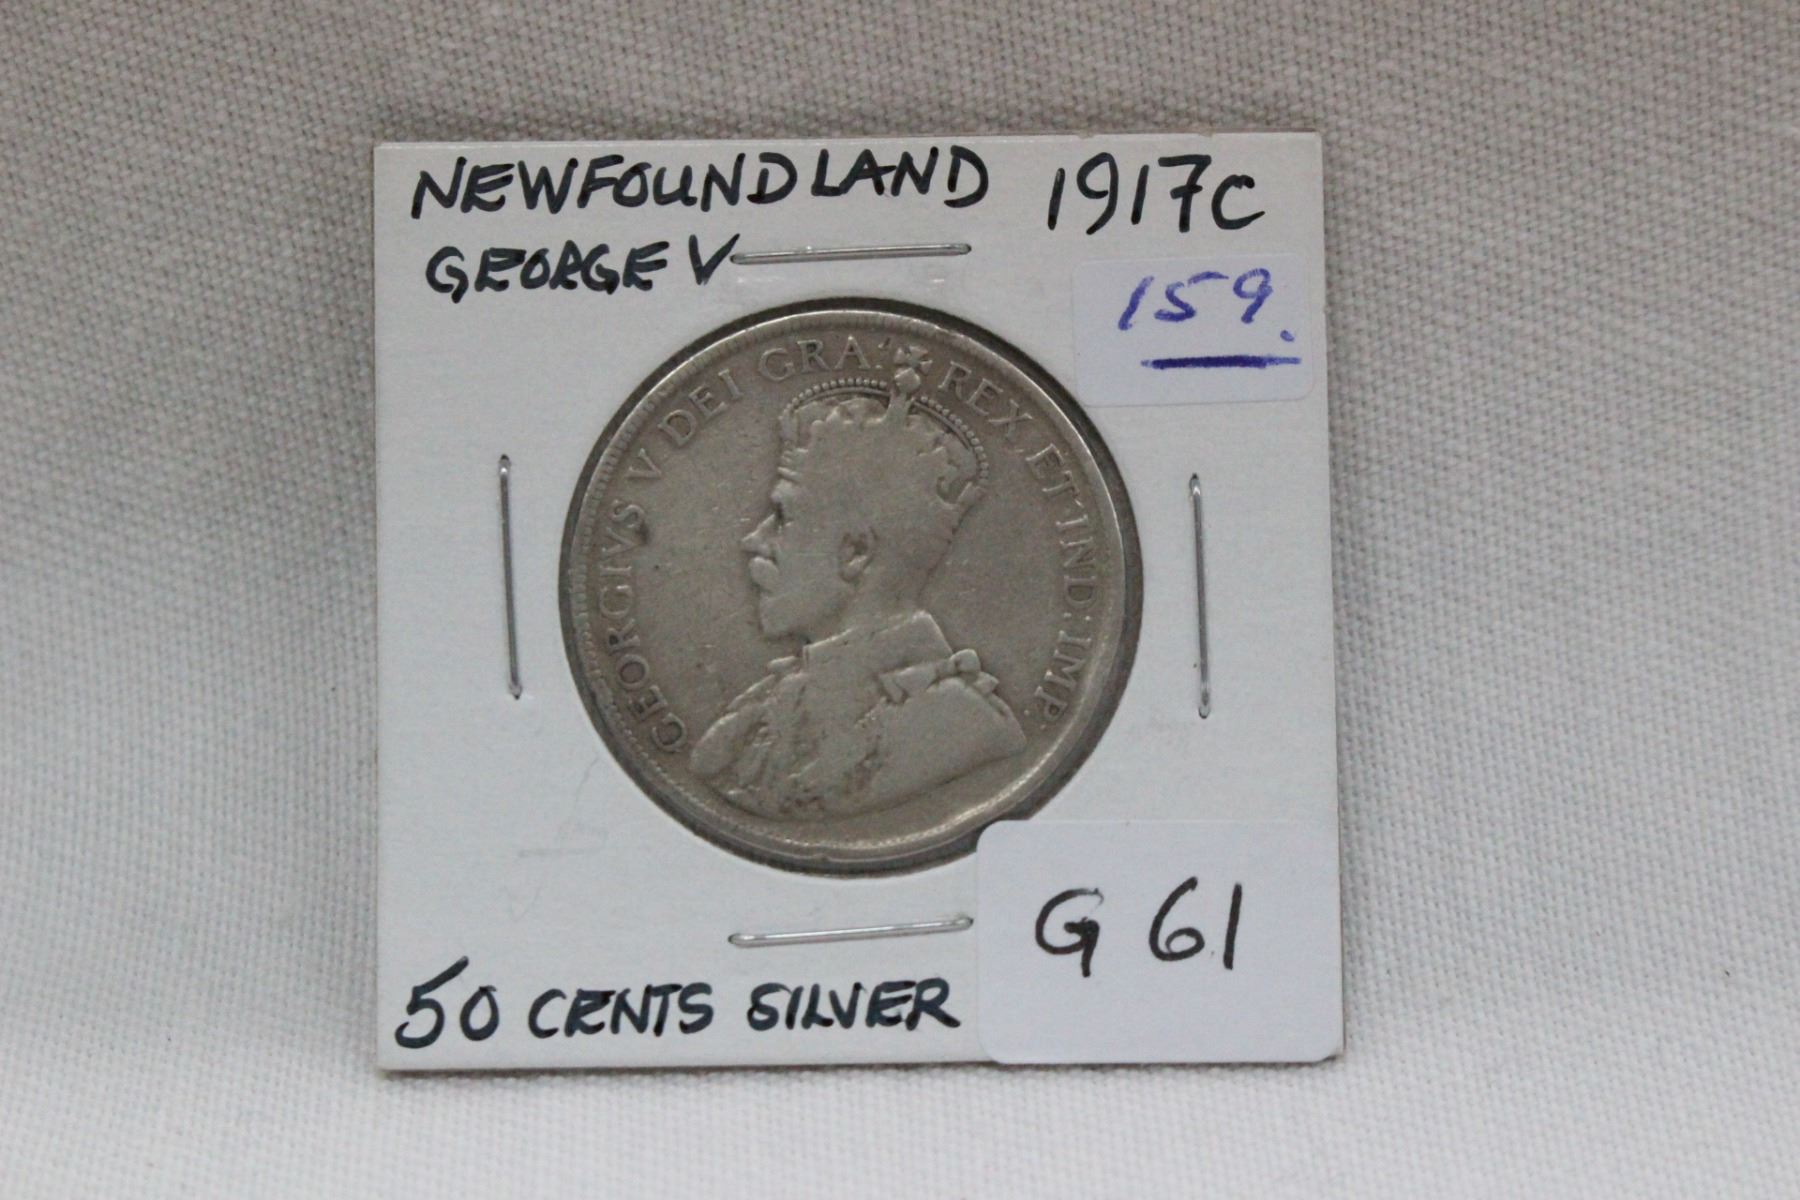 NEWFOUNDLAND 1917C
GEORGE V
159.
GEORGIVS V DEI GRA: REX ET IND: IMP:
G 61
50 CENTS SILVER